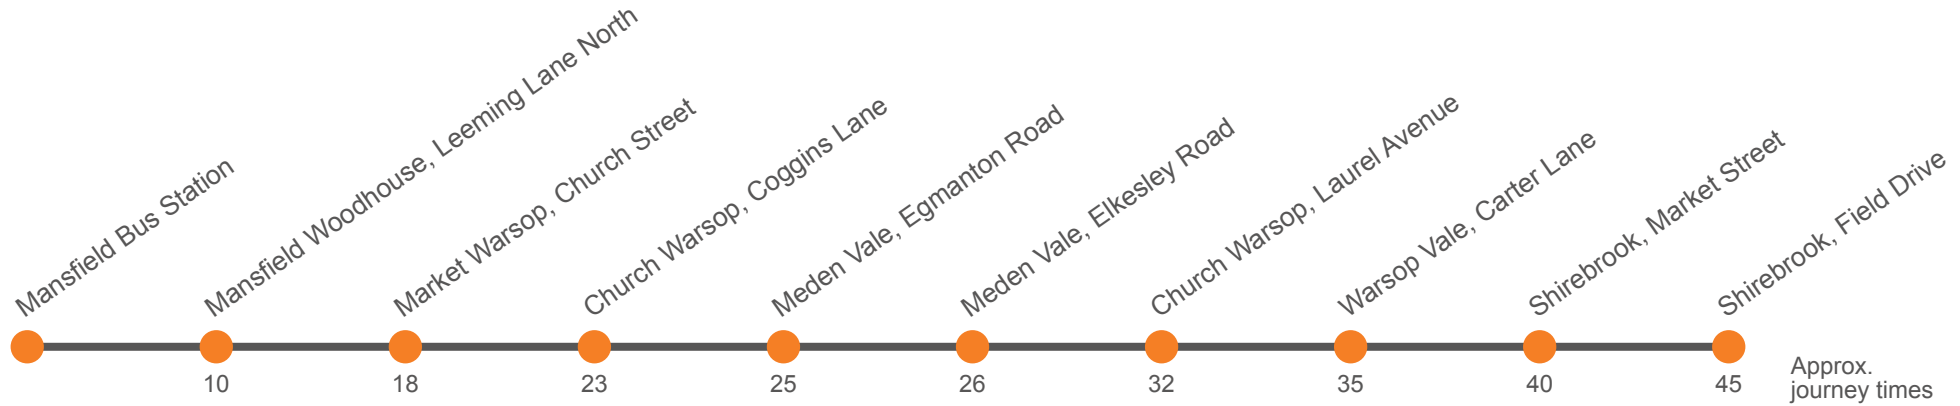 Mansfield Bus Station
Mansfield Woodhouse, Leeming Lane North
Market Warsop, Church Street
Church Warsop, Coggins Lane
Meden Vale, Egmanton Road
Meden Vale, Elkesley Road
Church Warsop, Laurel Avenue
Warsop Vale, Carter Lane
Shirebrook, Market Street
Shirebrook, Field Drive
10
18
23
25
26
32
35
40
45
Approx.
journey times